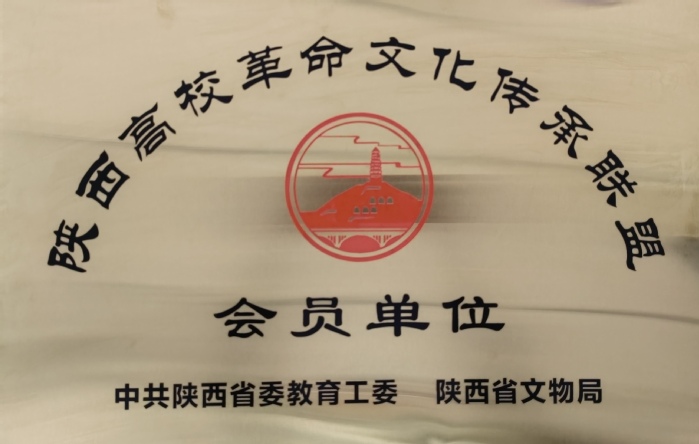 陕西高校革命文化传承联盟
会员单位
中共陕西省委教育工委 陕西省文物局